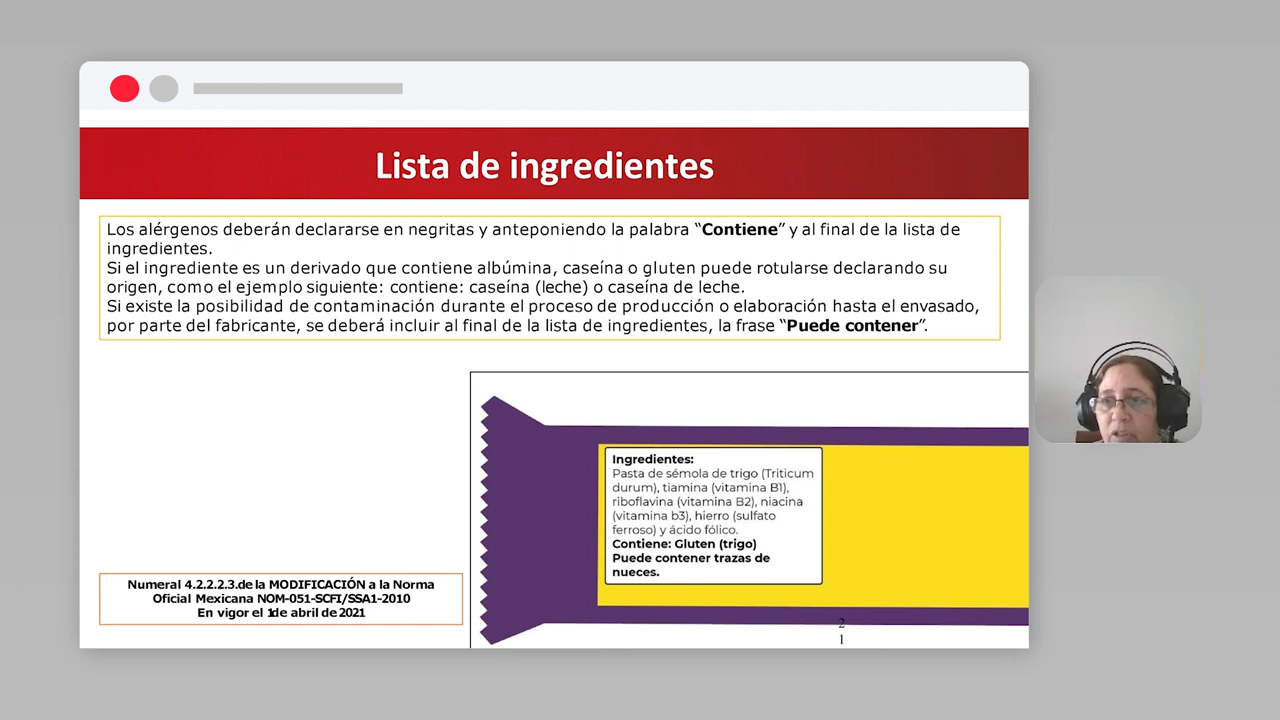 Lista de ingredientes
Los alérgenos deberán declararse en negritas y anteponiendo la palabra “Contiene” y al final de la lista de
ingredientes.
Si el ingrediente es un derivado que contiene albúmina, caseína o gluten puede rotularse declarando su
origen, como el ejemplo siguiente: contiene: caseína (leche) o caseína de leche.
Si existe la posibilidad de contaminación durante el proceso de producción o elaboración hasta el envasado,
por parte del fabricante, se deberá incluir al final de la lista de ingredientes, la frase “Puede contener”.
Ingredientes:
Pasta de sémola de trigo (Triticum
durum), tiamina (vitamina B1),
riboflavina (vitamina B2), niacina
(vitamina b3), hierro (sulfato
ferroso) y ácido fólico.
Contiene: Gluten (trigo)
Puede contener trazas de
nueces.
Numeral 4.2.2.2.3.de la MODIFICACIÓN a la Norma
Oficial Mexicana NOM-051-SCFI/SSA1-2010
En vigor el 1de abril de 2021
2
1